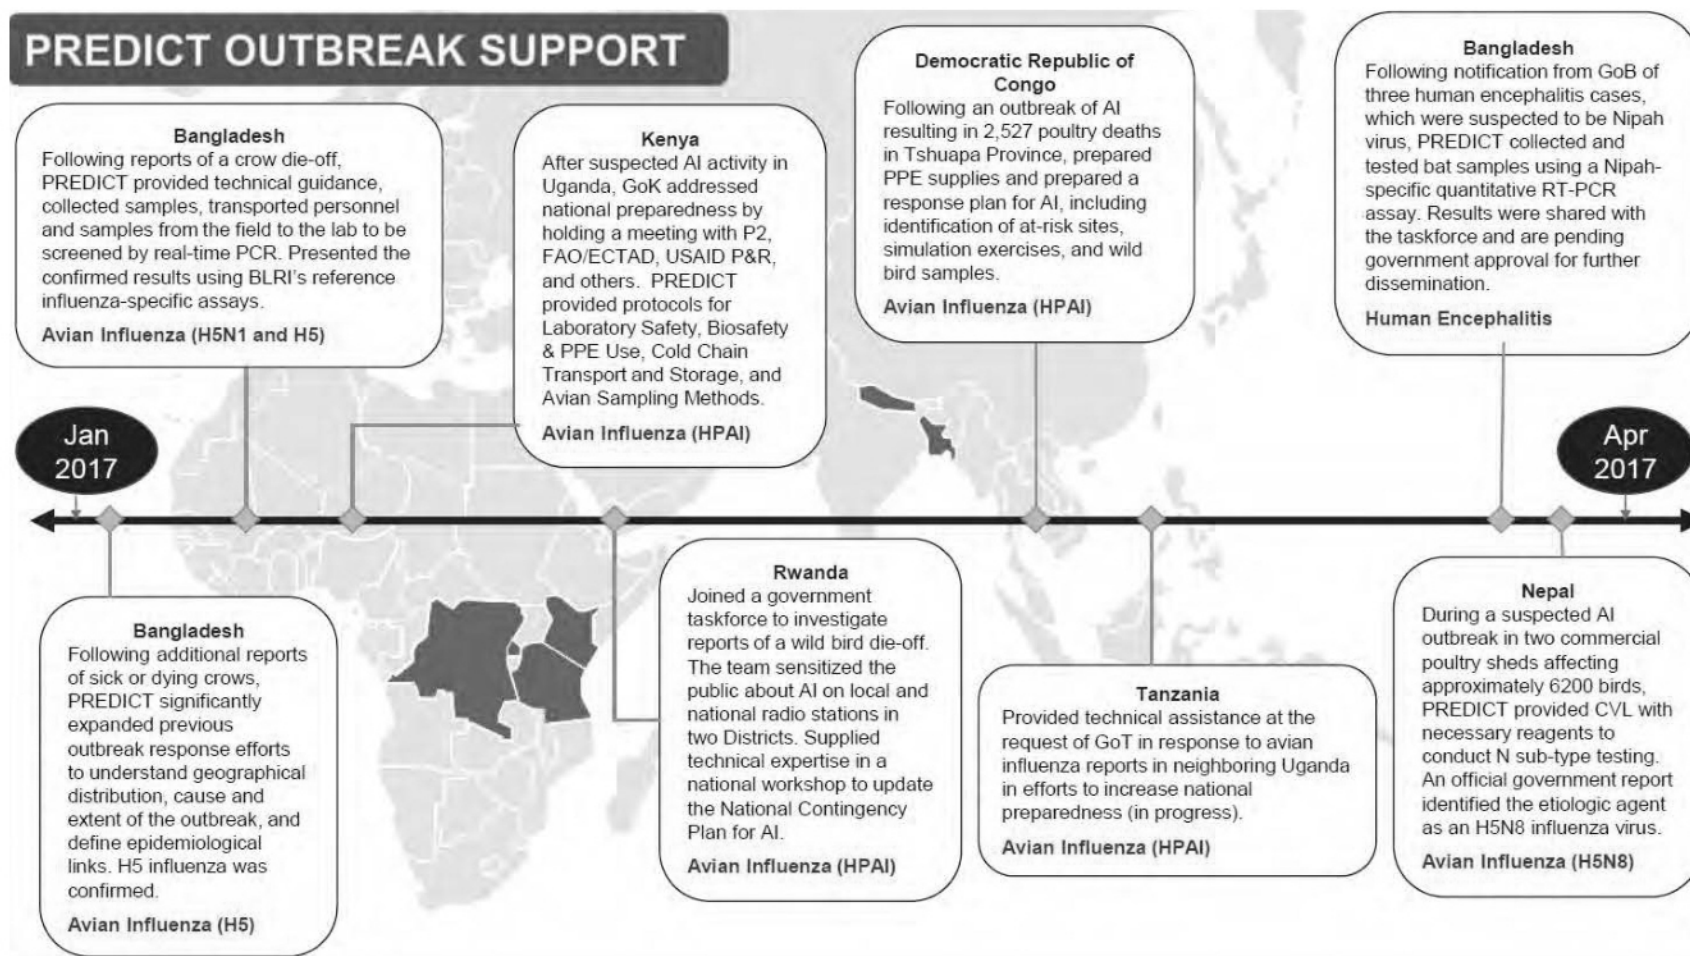 PREDICT OUTBREAK SUPPORT
Bangladesh
Following reports of a crow die-off,
PREDICT provided technical guidance,
collected samples, transported personnel
and samples from the field to the lab to be
screened by real-time PCR. Presented the
confirmed results using BLRI's reference
influenza-specific assays.
Avian Influenza (H5N1 and H5)
Kenya
After suspected AI activity in
Uganda, GoK addressed
national preparedness by
holding a meeting with P2,
FAO/ECTAD, USAID P&R,
and others. PREDICT
provided protocols for
Laboratory Safety, Biosafety
& PPE Use, Cold Chain
Transport and Storage, and
Avian Sampling Methods.
Avian Influenza (HPAI)
Democratic Republic of
Congo
Following an outbreak of AI
resulting in 2,527 poultry deaths
in Tshuapa Province, prepared
PPE supplies and prepared a
response plan for AI, including
identification of at-risk sites,
simulation exercises, and wild
bird samples.
Avian Influenza (HPAI)
Bangladesh
Following notification from GoB of
three human encephalitis cases,
which were suspected to be Nipah
virus, PREDICT collected and
tested bat samples using a Nipah-
specific quantitative RT-PCR
assay. Results were shared with
the taskforce and are pending
government approval for further
dissemination.
Human Encephalitis
Jan
2017
Apr
2017
Bangladesh
Following additional reports
of sick or dying crows,
PREDICT significantly
expanded previous
outbreak response efforts
to understand geographical
distribution, cause and
extent of the outbreak, and
define epidemiological
links. H5 influenza was
confirmed.
Avian Influenza (H5)
Rwanda
Joined a government
taskforce to investigate
reports of a wild bird die-off.
The team sensitized the
public about AI on local and
national radio stations in
two Districts. Supplied
technical expertise in a
national workshop to update
the National Contingency
Plan for AI.
Avian Influenza (HPAI)
Tanzania
Provided technical assistance at the
request of GoT in response to avian
influenza reports in neighboring Uganda
in efforts to increase national
preparedness (in progress).
Avian Influenza (HPAI)
Nepal
During a suspected AI
outbreak in two commercial
poultry sheds affecting
approximately 6200 birds,
PREDICT provided CVL with
necessary reagents to
conduct N sub-type testing.
An official government report
identified the etiologic agent
as an H5N8 influenza virus.
Avian Influenza (H5N8)